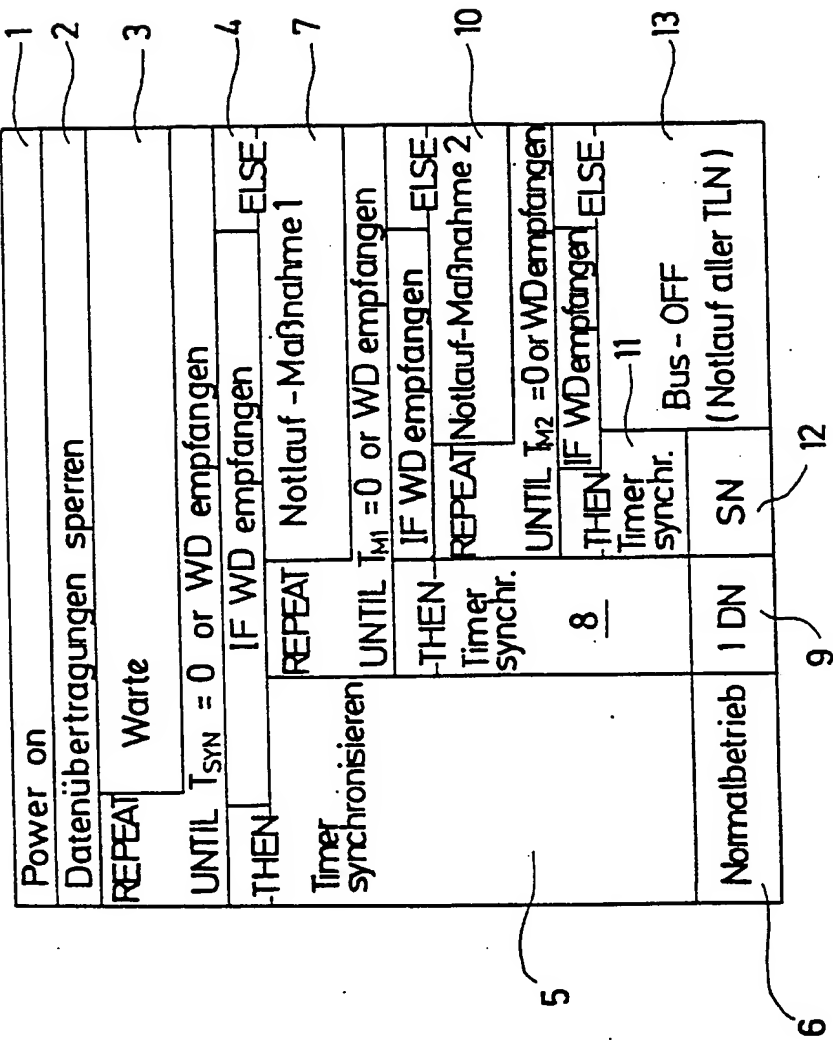 Power on
1
Datenübertragungen sperren
2
REPEAT
Warte
3
UNTIL T_SYN = 0 or WD empfangen
IF WD empfangen
4
THEN
ELSE
Timer
synchronisieren
5
Normalbetrieb
6
REPEAT
Notlauf-Maßnahme 1
7
UNTIL T_M1 = 0 or WD empfangen
IF WD empfangen
THEN
ELSE
Timer
synchr.
8
1 DN
9
REPEAT
Notlauf-Maßnahme 2
10
UNTIL T_M2 = 0 or WD empfangen
IF WD empfangen
THEN
ELSE
Timer
synchr.
11
SN
12
Bus-OFF
(Notlauf aller TLN)
13